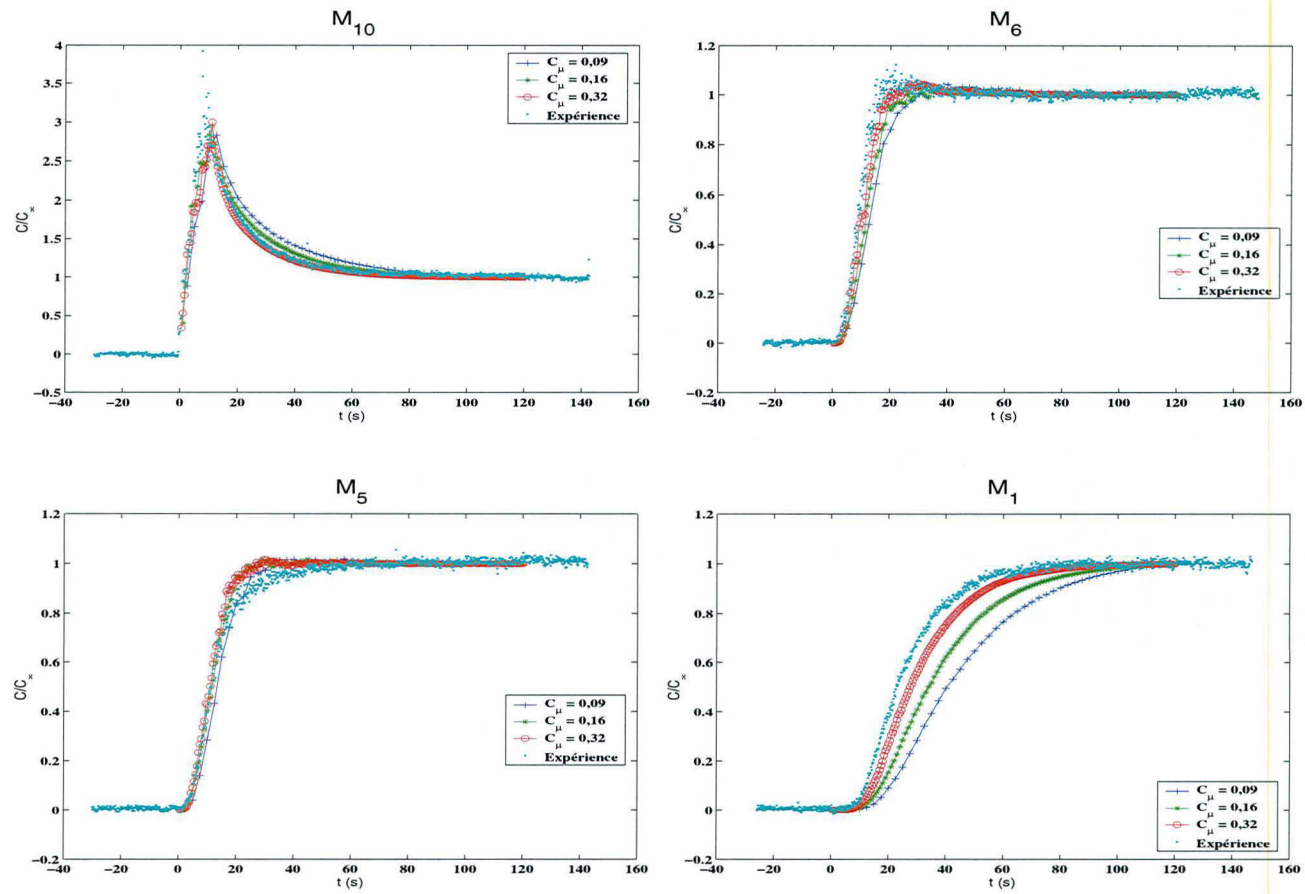 M10
4
3.5
3
2.5
2
1.5
1
0.5
0
−0.5
−40 −20 0 20 40 60 80 100 120 140 160
C/C∞
t (s)
Cμ = 0,09
Cμ = 0,16
Cμ = 0,32
Expérience
M6
1.2
1
0.8
0.6
0.4
0.2
0
−0.2
−40 −20 0 20 40 60 80 100 120 140 160
C/C∞
t (s)
Cμ = 0,09
Cμ = 0,16
Cμ = 0,32
Expérience
M5
1.2
1
0.8
0.6
0.4
0.2
0
−0.2
−40 −20 0 20 40 60 80 100 120 140 160
C/C∞
t (s)
Cμ = 0,09
Cμ = 0,16
Cμ = 0,32
Expérience
M1
1.2
1
0.8
0.6
0.4
0.2
0
−0.2
−40 −20 0 20 40 60 80 100 120 140 160
C/C∞
t (s)
Cμ = 0,09
Cμ = 0,16
Cμ = 0,32
Expérience